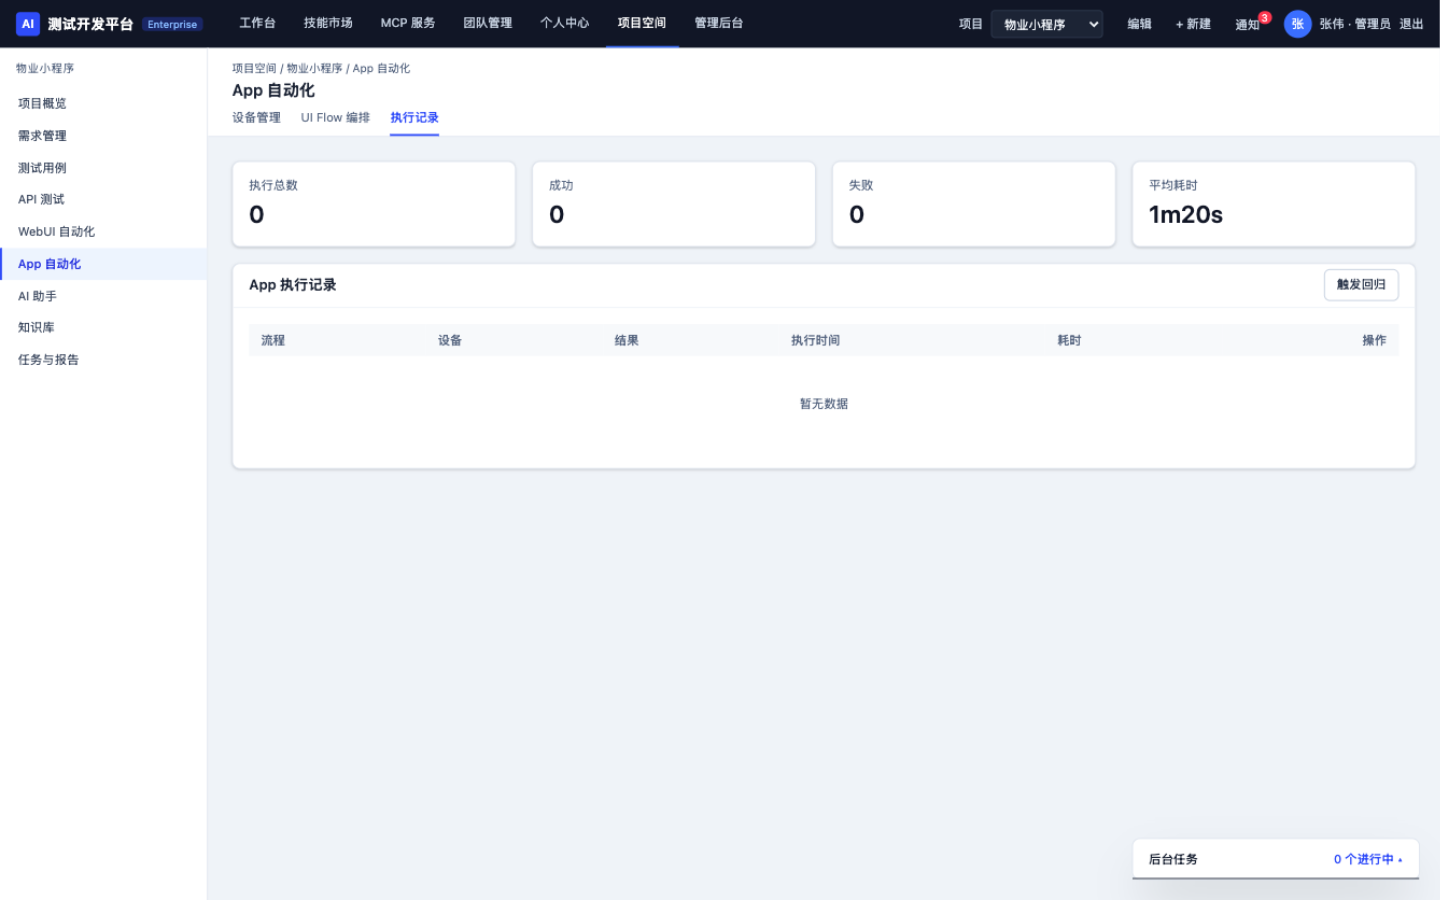 AI 测试开发平台 Enterprise 工作台 技能市场 MCP 服务 团队管理 个人中心 项目空间 管理后台 项目 物业小程序 编辑 + 新建 通知 3 张 张伟 · 管理员 退出
物业小程序
项目概览
需求管理
测试用例
API 测试
WebUI 自动化
App 自动化
AI 助手
知识库
任务与报告
项目空间 / 物业小程序 / App 自动化
App 自动化
设备管理 UI Flow 编排 执行记录
执行总数 成功 失败 平均耗时
0 0 0 1m20s
App 执行记录 触发回归
流程 设备 结果 执行时间 耗时 操作
暂无数据
后台任务 0 个进行中